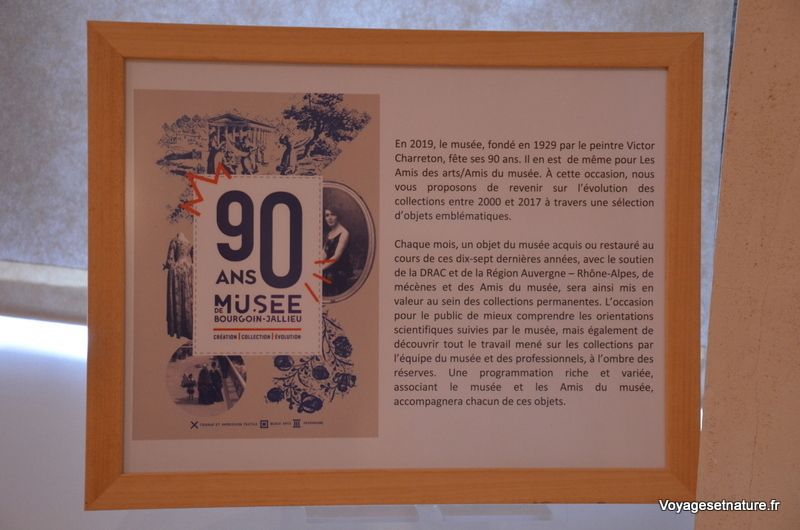 90
ANS
MUSEE
DE BOURGOIN-JALLIEU
CRÉATION | COLLECTION | ÉVOLUTION
BEAUX ARTS
PATRIMOINE
En 2019, le musée, fondé en 1929 par le peintre Victor
Charreton, fête ses 90 ans. Il en est de même pour Les
Amis des arts/Amis du musée. À cette occasion, nous
vous proposons de revenir sur l'évolution des
collections entre 2000 et 2017 à travers une sélection
d'objets emblématiques.
Chaque mois, un objet du musée acquis ou restauré au
cours de ces dix-sept dernières années, avec le soutien
de la DRAC et de la Région Auvergne – Rhône-Alpes, de
mécènes et des Amis du musée, sera ainsi mis en
valeur au sein des collections permanentes. L'occasion
pour le public de mieux comprendre les orientations
scientifiques suivies par le musée, mais également de
découvrir tout le travail mené sur les collections par
l'équipe du musée et des professionnels, à l'ombre des
réserves. Une programmation riche et variée,
associant le musée et les Amis du musée,
accompagnera chacun de ces objets.
Voyagesetnature.fr